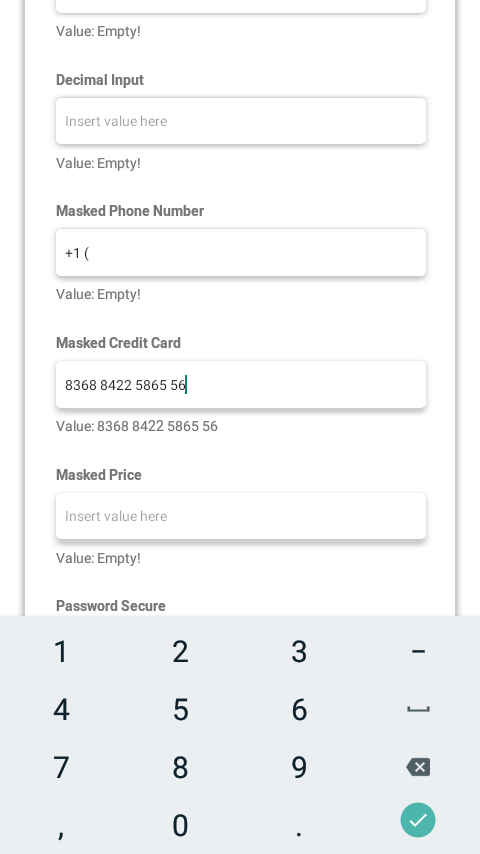 Value: Empty!
Decimal Input
Insert value here
Value: Empty!
Masked Phone Number
+1 (
Value: Empty!
Masked Credit Card
8368 8422 5865 56
Value: 8368 8422 5865 56
Masked Price
Insert value here
Value: Empty!
Password Secure
1 2 3 -
4 5 6
7 8 9
, 0 .